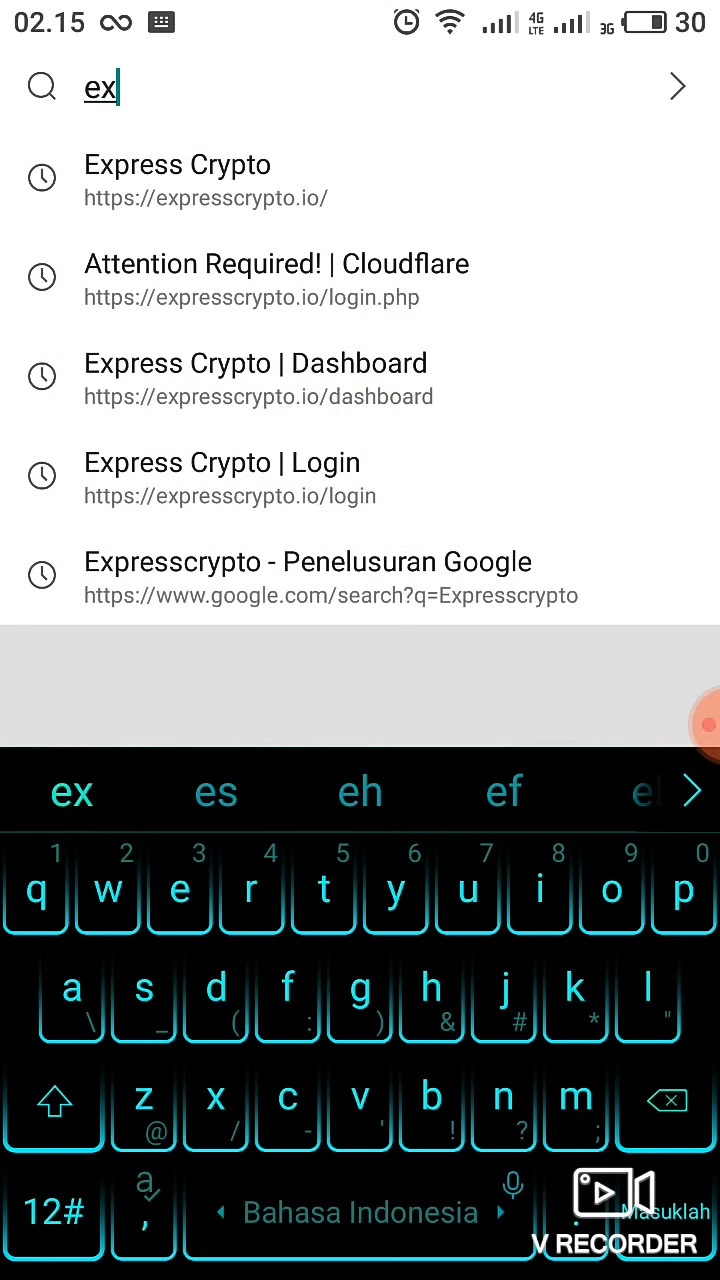 02.15 4G LTE 3G 30
ex
Express Crypto
https://expresscrypto.io/
Attention Required! | Cloudflare
https://expresscrypto.io/login.php
Express Crypto | Dashboard
https://expresscrypto.io/dashboard
Express Crypto | Login
https://expresscrypto.io/login
Expresscrypto - Penelusuran Google
https://www.google.com/search?q=Expresscrypto
ex es eh ef
1 2 3 4 5 6 7 8 9 0
q w e r t y u i o p
a s d f g h j k l
\ _ ( : ) & # * "
z x c v b n m
@ / - ' ! ? ;
12# a , Bahasa Indonesia . Masuklah
V RECORDER